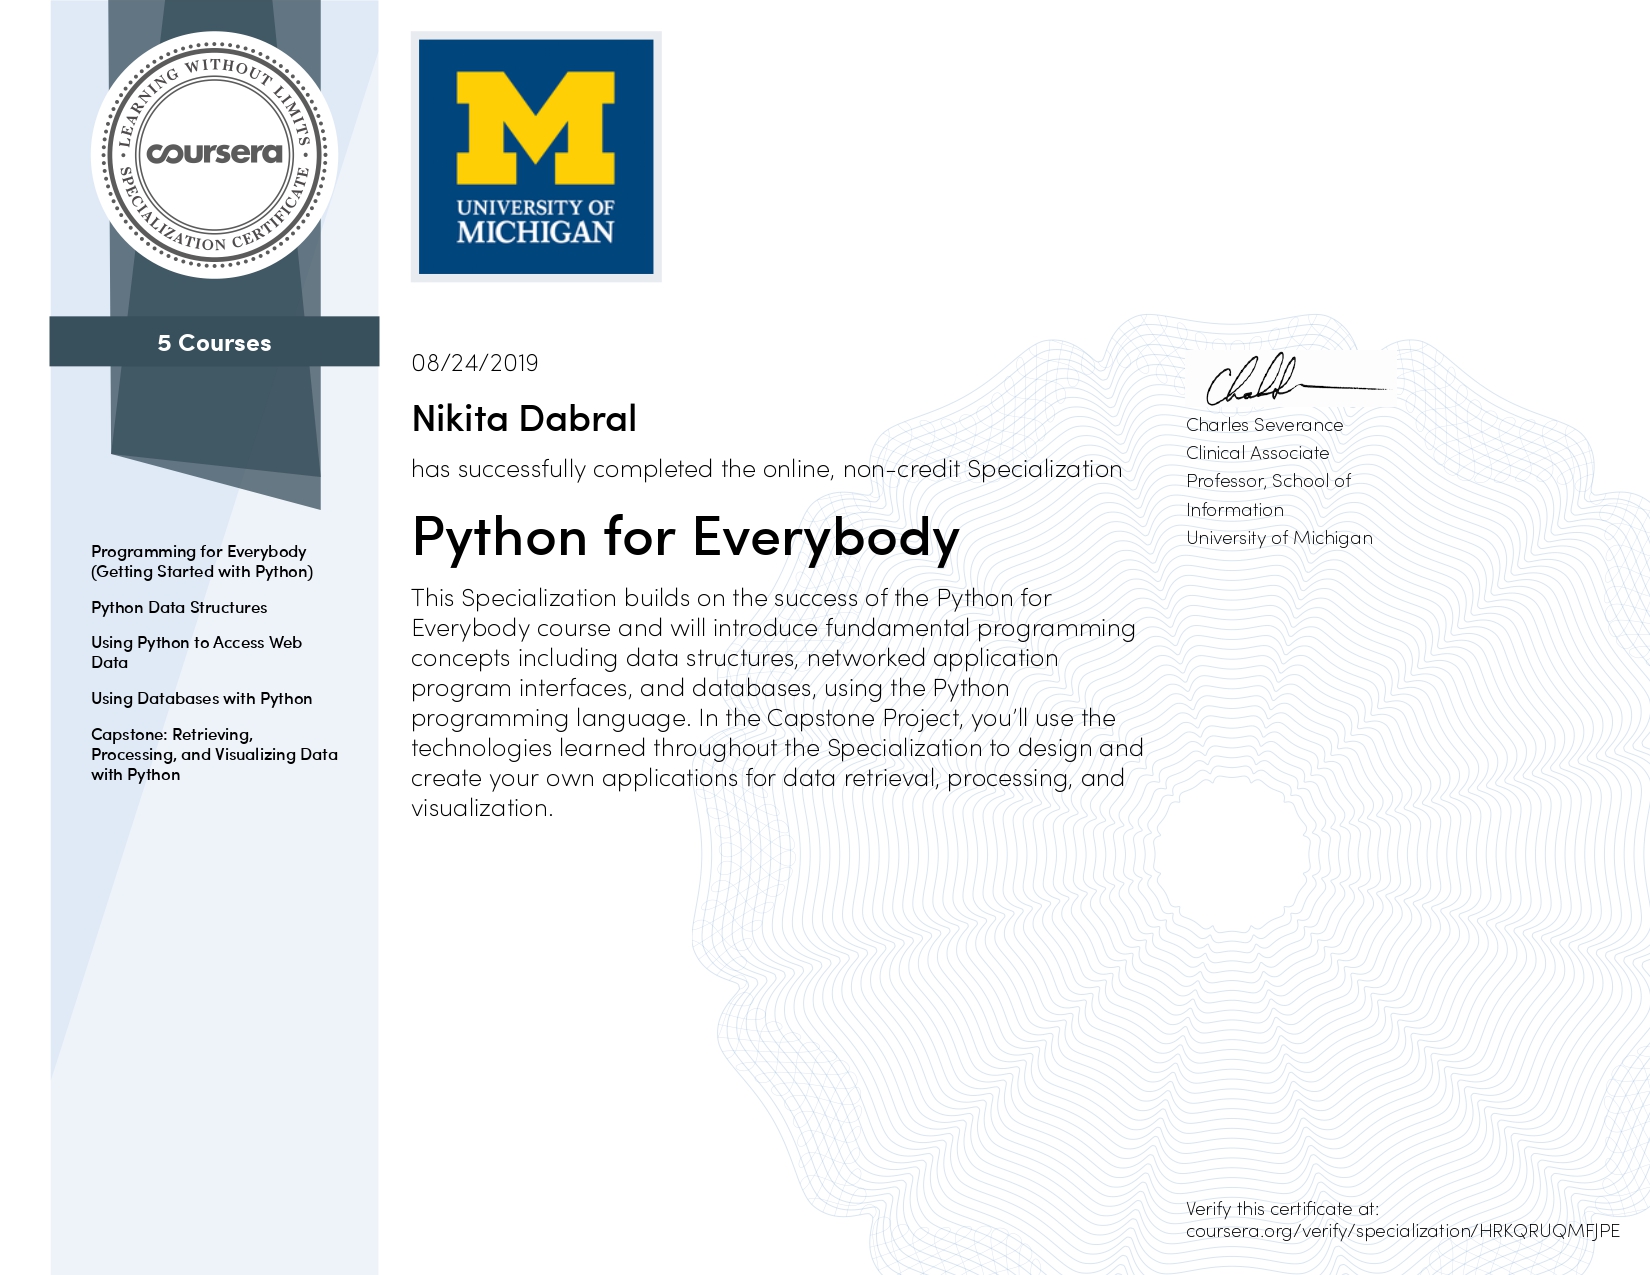 LEARNING WITHOUT LIMITS
coursera
SPECIALIZATION CERTIFICATE
5 Courses
Programming for Everybody
(Getting Started with Python)
Python Data Structures
Using Python to Access Web
Data
Using Databases with Python
Capstone: Retrieving,
Processing, and Visualizing Data
with Python
M
UNIVERSITY OF
MICHIGAN
08/24/2019
Nikita Dabral
has successfully completed the online, non-credit Specialization
Python for Everybody
This Specialization builds on the success of the Python for
Everybody course and will introduce fundamental programming
concepts including data structures, networked application
program interfaces, and databases, using the Python
programming language. In the Capstone Project, you’ll use the
technologies learned throughout the Specialization to design and
create your own applications for data retrieval, processing, and
visualization.
Charles Severance
Clinical Associate
Professor, School of
Information
University of Michigan
Verify this certificate at:
coursera.org/verify/specialization/HRKQRUQMFJPE